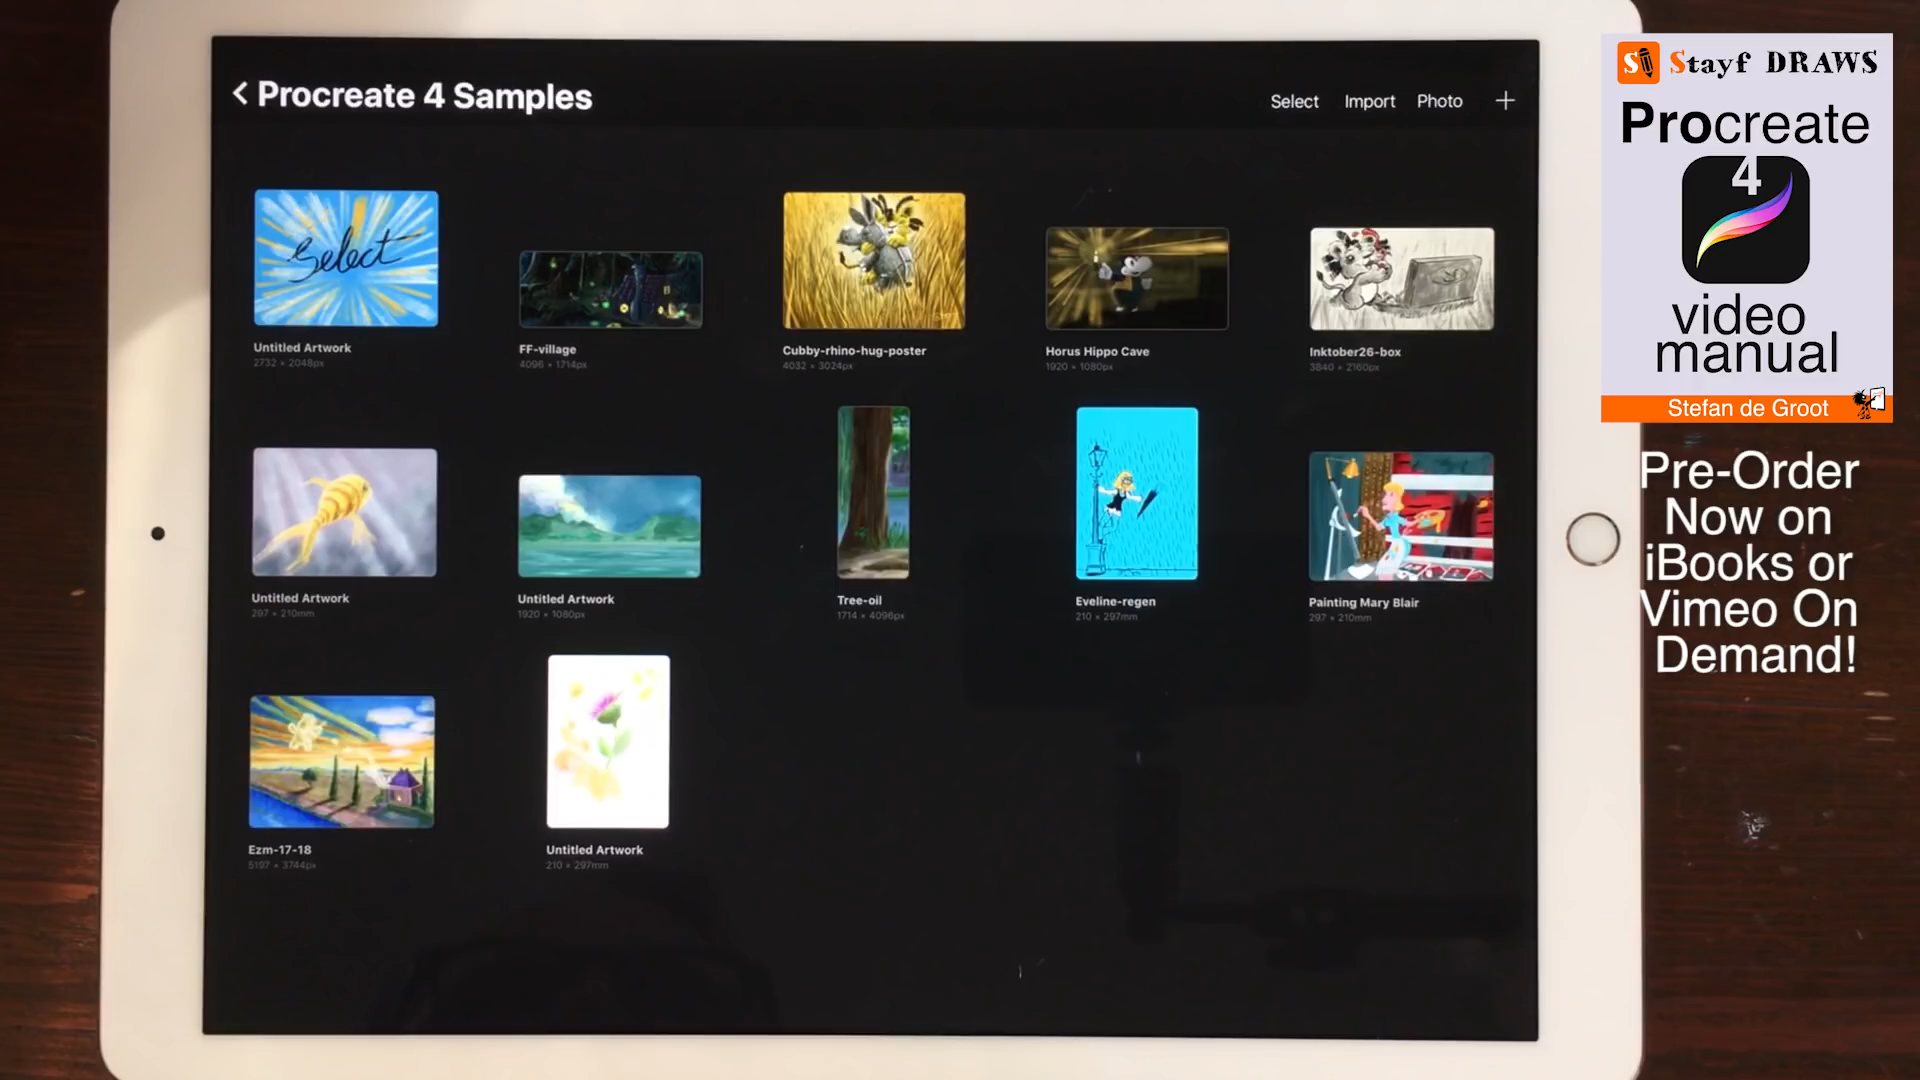 Procreate 4 Samples
Select
Import
Photo
Select
Untitled Artwork
2732 × 2048px
FF-village
4096 × 1714px
Cubby-rhino-hug-poster
4032 × 3024px
Horus Hippo Cave
1920 × 1080px
Inktober26-box
3840 × 2160px
Untitled Artwork
297 × 210mm
Untitled Artwork
1920 × 1080px
Tree-oil
1714 × 4096px
Eveline-regen
210 × 297mm
Painting Mary Blair
297 × 210mm
Ezm-17-18
5197 × 3744px
Untitled Artwork
210 × 297mm
Stayf DRAWS
Procreate
4
video
manual
Stefan de Groot
Pre-Order
Now on
iBooks or
Vimeo On
Demand!